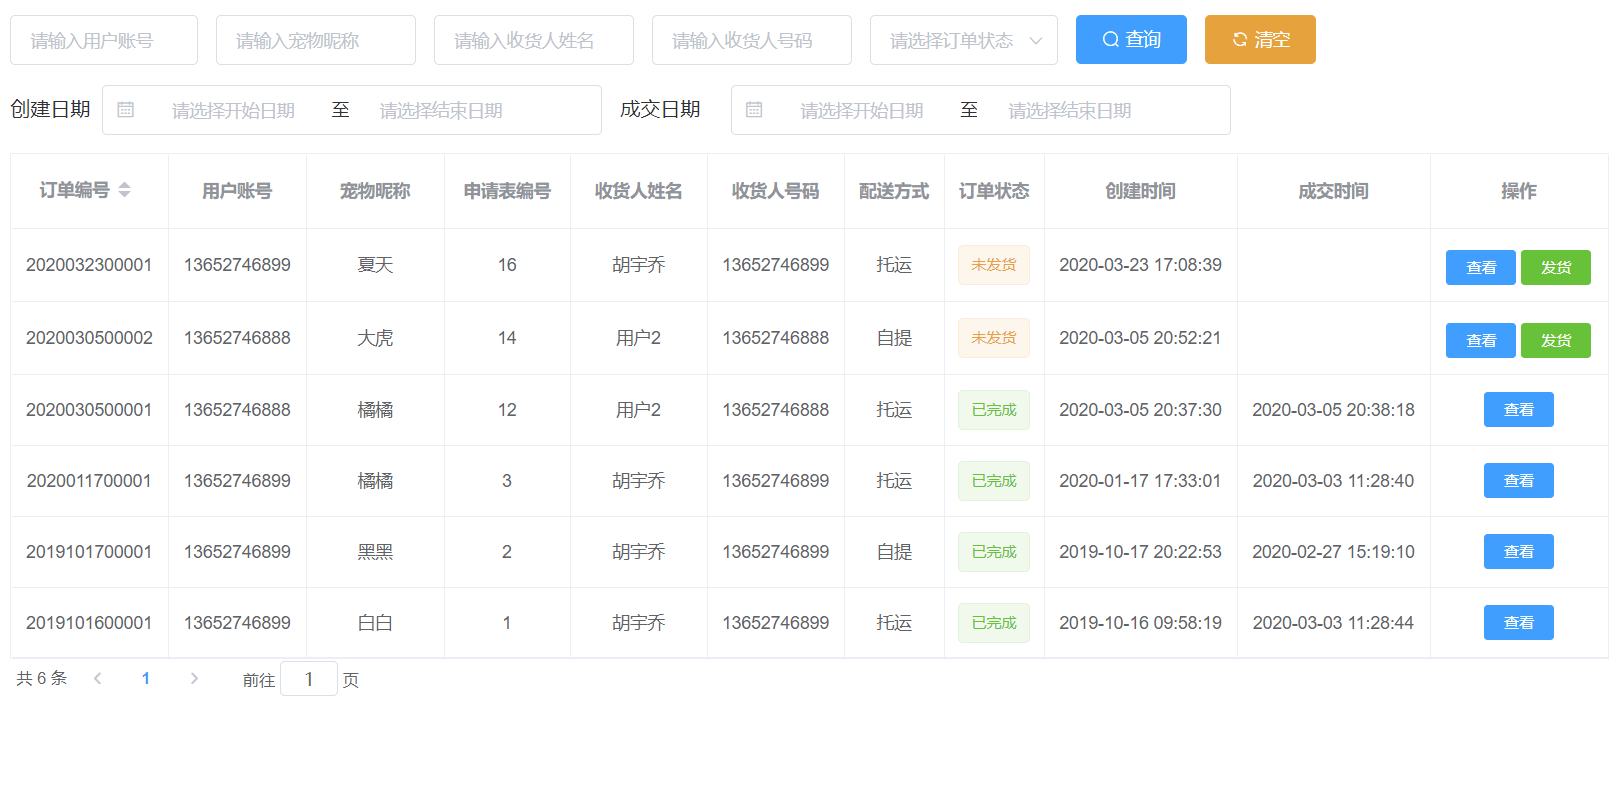 请输入用户账号 请输入宠物昵称 请输入收货人姓名 请输入收货人号码 请选择订单状态 查询 清空
创建日期 请选择开始日期 至 请选择结束日期 成交日期 请选择开始日期 至 请选择结束日期
订单编号 用户账号 宠物昵称 申请表编号 收货人姓名 收货人号码 配送方式 订单状态 创建时间 成交时间 操作
2020032300001 13652746899 夏天 16 胡宇乔 13652746899 托运 未发货 2020-03-23 17:08:39 查看 发货
2020030500002 13652746888 大虎 14 用户2 13652746888 自提 未发货 2020-03-05 20:52:21 查看 发货
2020030500001 13652746888 橘橘 12 用户2 13652746888 托运 已完成 2020-03-05 20:37:30 2020-03-05 20:38:18 查看
2020011700001 13652746899 橘橘 3 胡宇乔 13652746899 托运 已完成 2020-01-17 17:33:01 2020-03-03 11:28:40 查看
2019101700001 13652746899 黑黑 2 胡宇乔 13652746899 自提 已完成 2019-10-17 20:22:53 2020-02-27 15:19:10 查看
2019101600001 13652746899 白白 1 胡宇乔 13652746899 托运 已完成 2019-10-16 09:58:19 2020-03-03 11:28:44 查看
共 6 条 1 前往 1 页